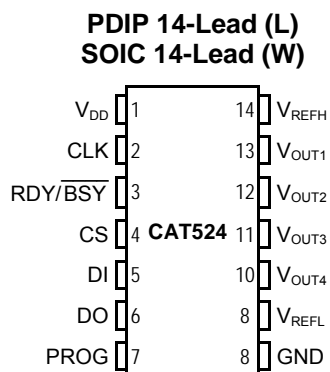 PDIP 14-Lead (L)
SOIC 14-Lead (W)
VDD 1 14 VREFH
CLK 2 13 VOUT1
RDY/BSY 3 12 VOUT2
CS 4 CAT524 11 VOUT3
DI 5 10 VOUT4
DO 6 8 VREFL
PROG 7 8 GND